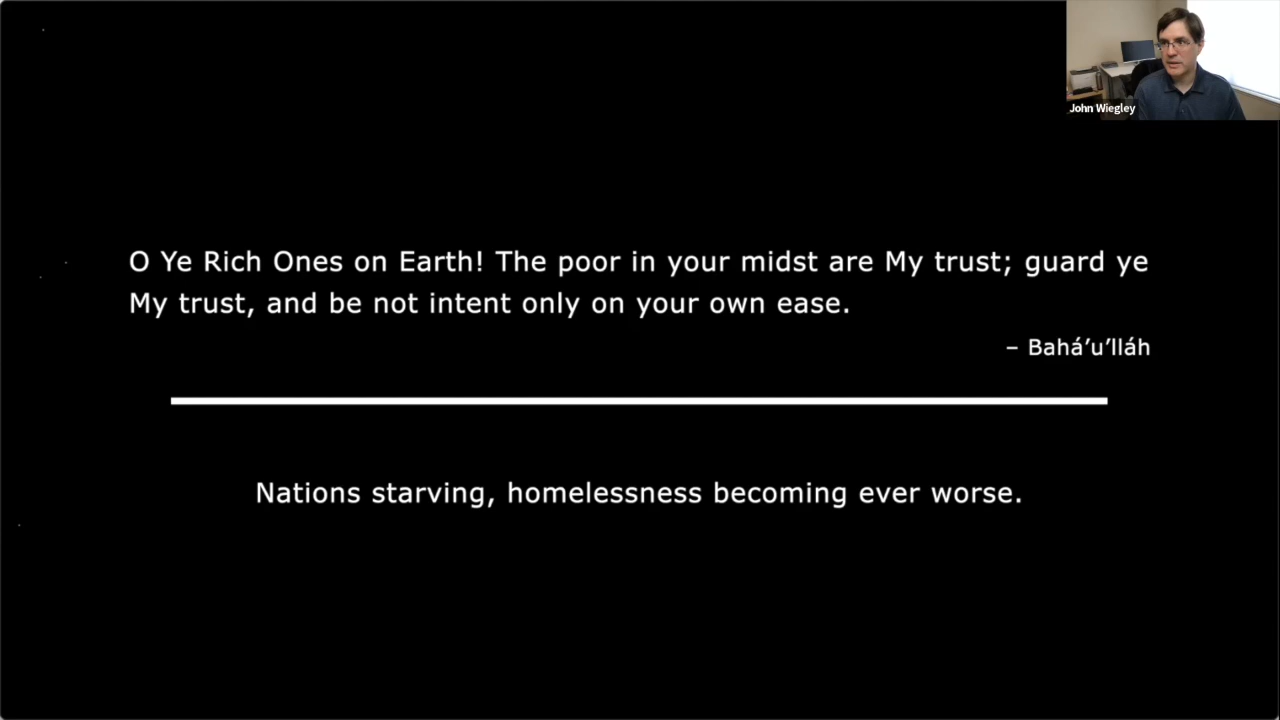 John Wiegley
O Ye Rich Ones on Earth! The poor in your midst are My trust; guard ye
My trust, and be not intent only on your own ease.
– Bahá’u’lláh
Nations starving, homelessness becoming ever worse.